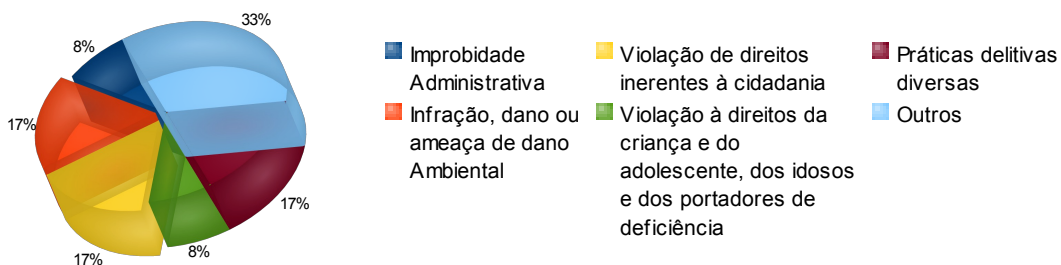 33%
8%
17%
17%
8%
17%
Improbidade
Administrativa
Infração, dano ou
ameaça de dano
Ambiental
Violação de direitos
inerentes à cidadania
Violação à direitos da
criança e do
adolescente, dos idosos
e dos portadores de
deficiência
Práticas delitivas
diversas
Outros